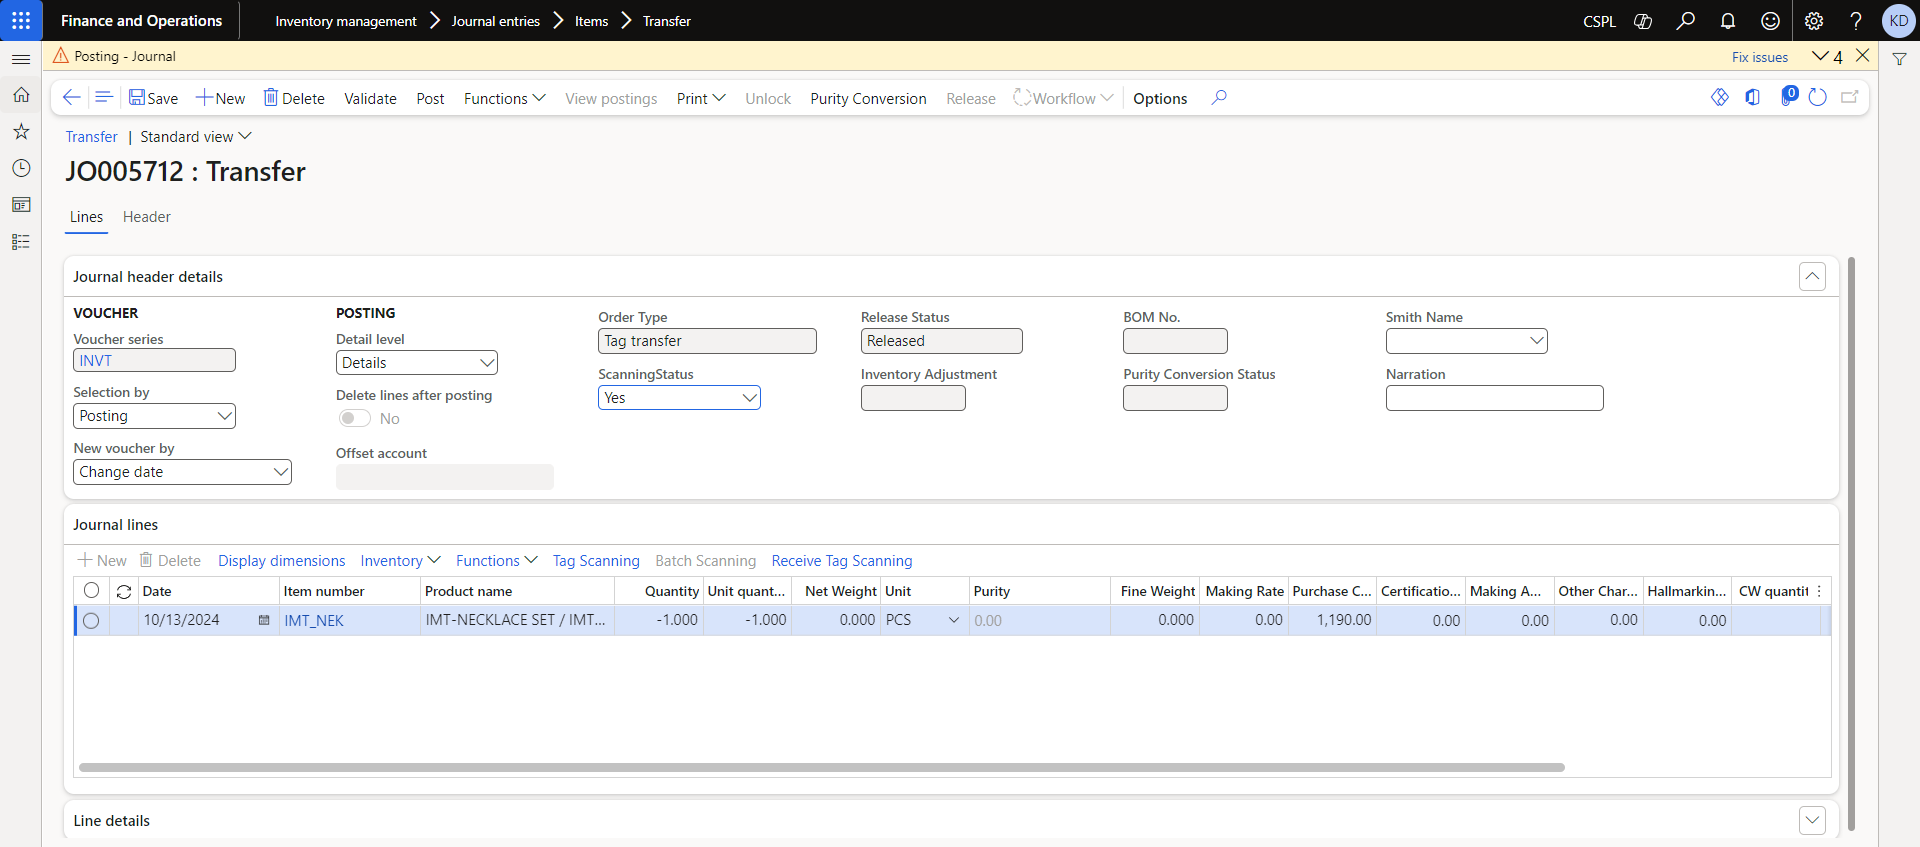 Finance and Operations
Inventory management > Journal entries > Items > Transfer
CSPL
KD
Posting - Journal
Fix issues
4
Save
New
Delete
Validate
Post
Functions
View postings
Print
Unlock
Purity Conversion
Release
Workflow
Options
0
Transfer | Standard view
JO005712 : Transfer
Lines
Header
Journal header details
VOUCHER
Voucher series
INVT
Selection by
Posting
New voucher by
Change date
POSTING
Detail level
Details
Delete lines after posting
No
Offset account
Order Type
Tag transfer
ScanningStatus
Yes
Release Status
Released
Inventory Adjustment
BOM No.
Purity Conversion Status
Smith Name
Narration
Journal lines
New
Delete
Display dimensions
Inventory
Functions
Tag Scanning
Batch Scanning
Receive Tag Scanning
Date Item number Product name Quantity Unit quant... Net Weight Unit Purity Fine Weight Making Rate Purchase C... Certificatio... Making A... Other Char... Hallmarkin... CW quantit
10/13/2024 IMT_NEK IMT-NECKLACE SET / IMT... -1.000 -1.000 0.000 PCS 0.00 0.000 0.00 1,190.00 0.00 0.00 0.00 0.00
Line details